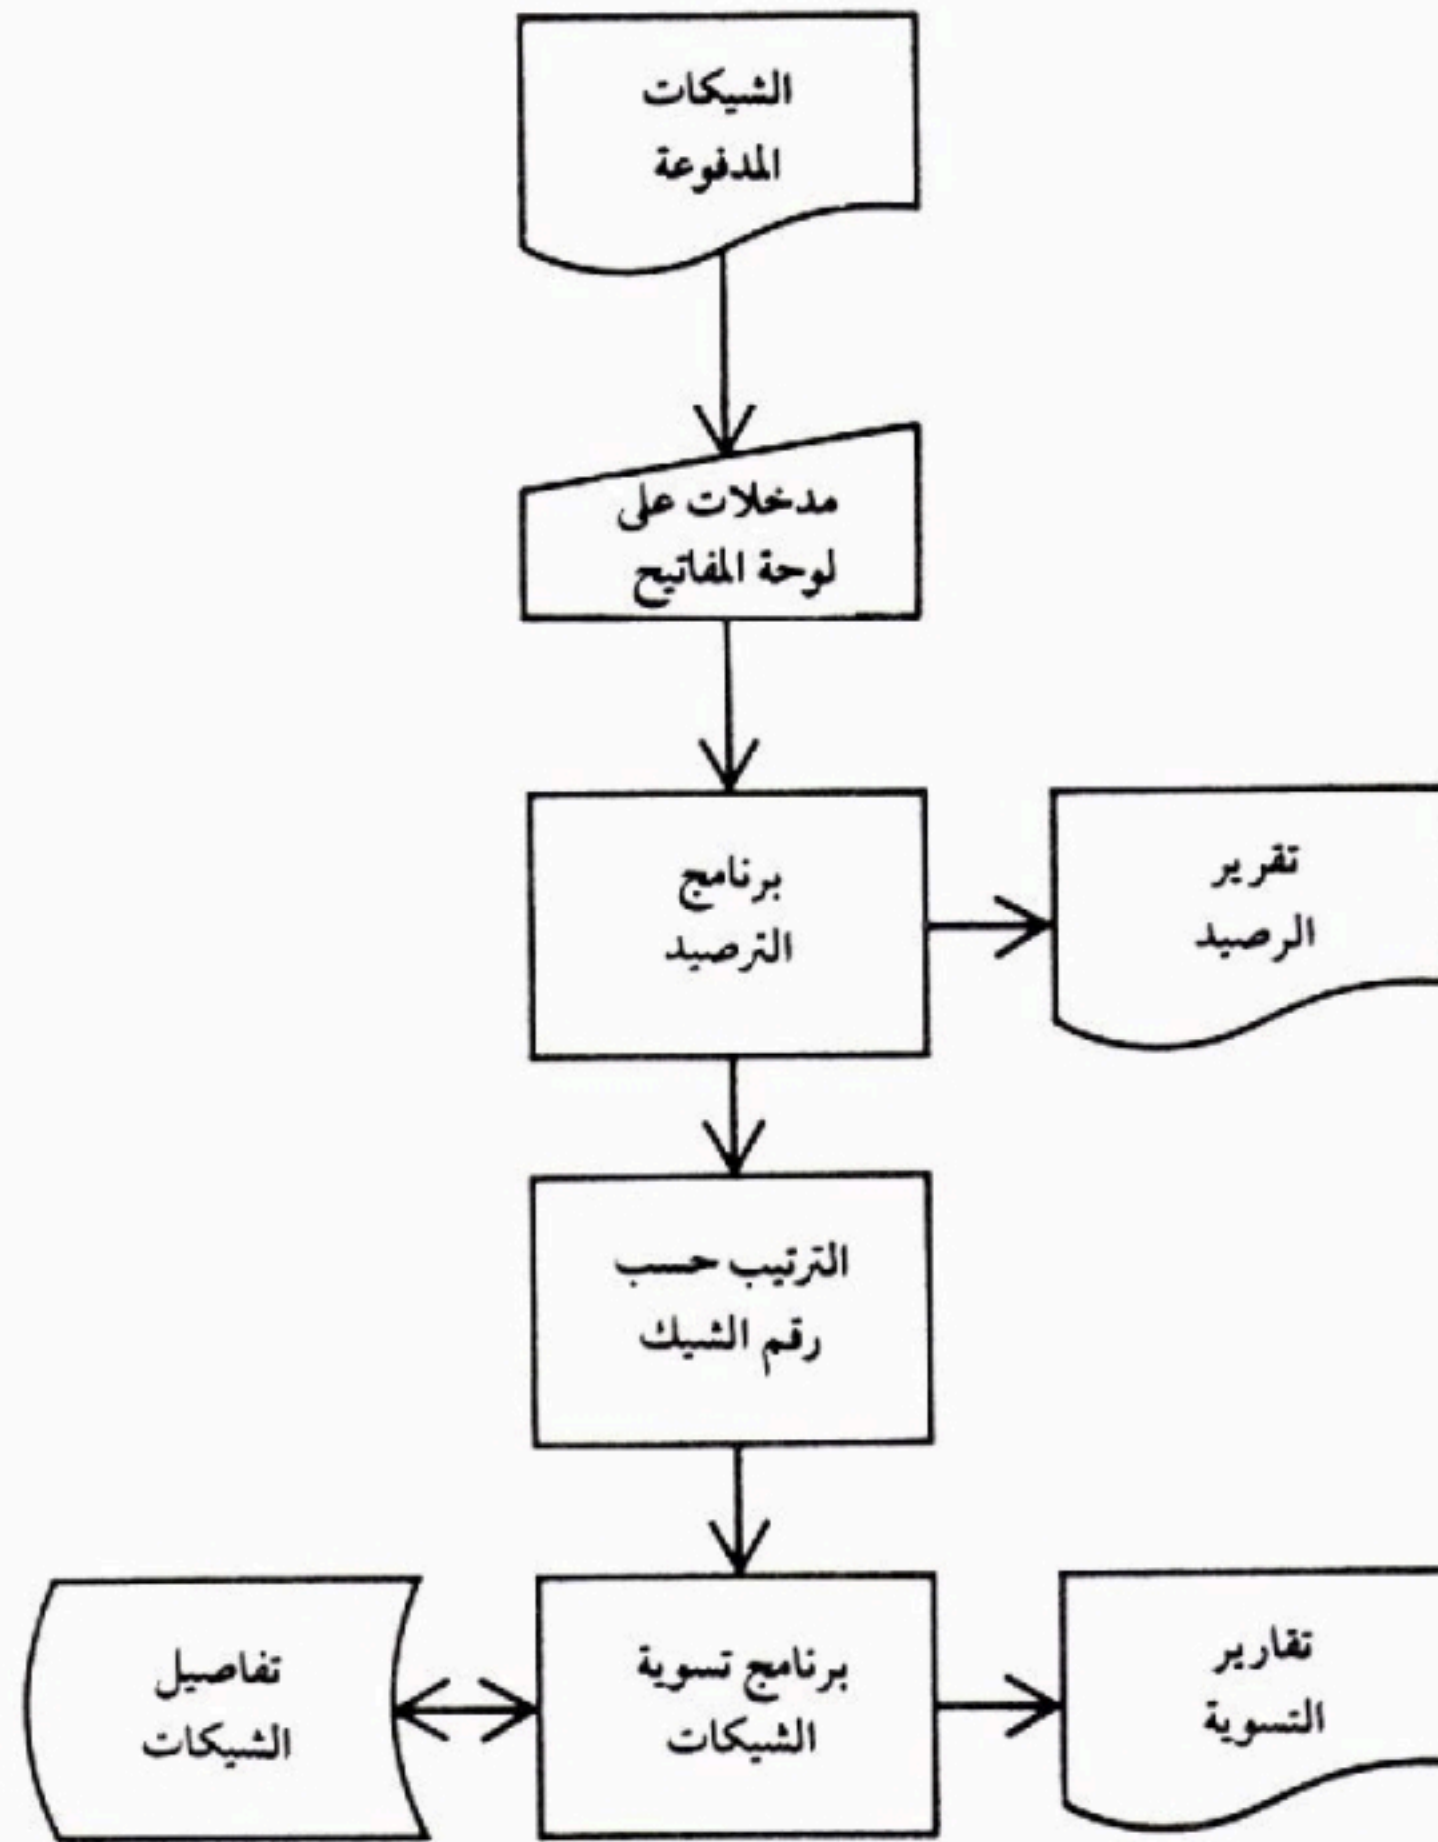 الشيكات
المدفوعة
مدخلات على
لوحة المفاتيح
برنامج
الترصيد
تقرير
الرصيد
الترتيب حسب
رقم الشيك
برنامج تسوية
الشيكات
تقارير
التسوية
تفاصيل
الشيكات